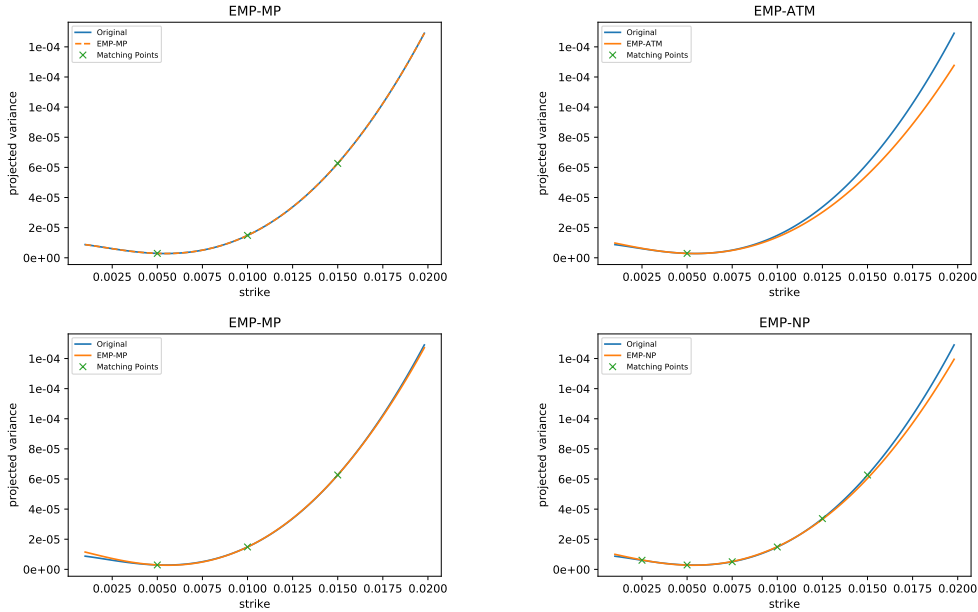 EMP-MP
projected variance
1e-04
1e-04
1e-04
8e-05
6e-05
4e-05
2e-05
0e+00
Original
EMP-MP
Matching Points
0.0025 0.0050 0.0075 0.0100 0.0125 0.0150 0.0175 0.0200
strike
EMP-ATM
projected variance
1e-04
1e-04
1e-04
8e-05
6e-05
4e-05
2e-05
0e+00
Original
EMP-ATM
Matching Points
0.0025 0.0050 0.0075 0.0100 0.0125 0.0150 0.0175 0.0200
strike
EMP-MP
projected variance
1e-04
1e-04
1e-04
8e-05
6e-05
4e-05
2e-05
0e+00
Original
EMP-MP
Matching Points
0.0025 0.0050 0.0075 0.0100 0.0125 0.0150 0.0175 0.0200
strike
EMP-NP
projected variance
1e-04
1e-04
1e-04
8e-05
6e-05
4e-05
2e-05
0e+00
Original
EMP-NP
Matching Points
0.0025 0.0050 0.0075 0.0100 0.0125 0.0150 0.0175 0.0200
strike